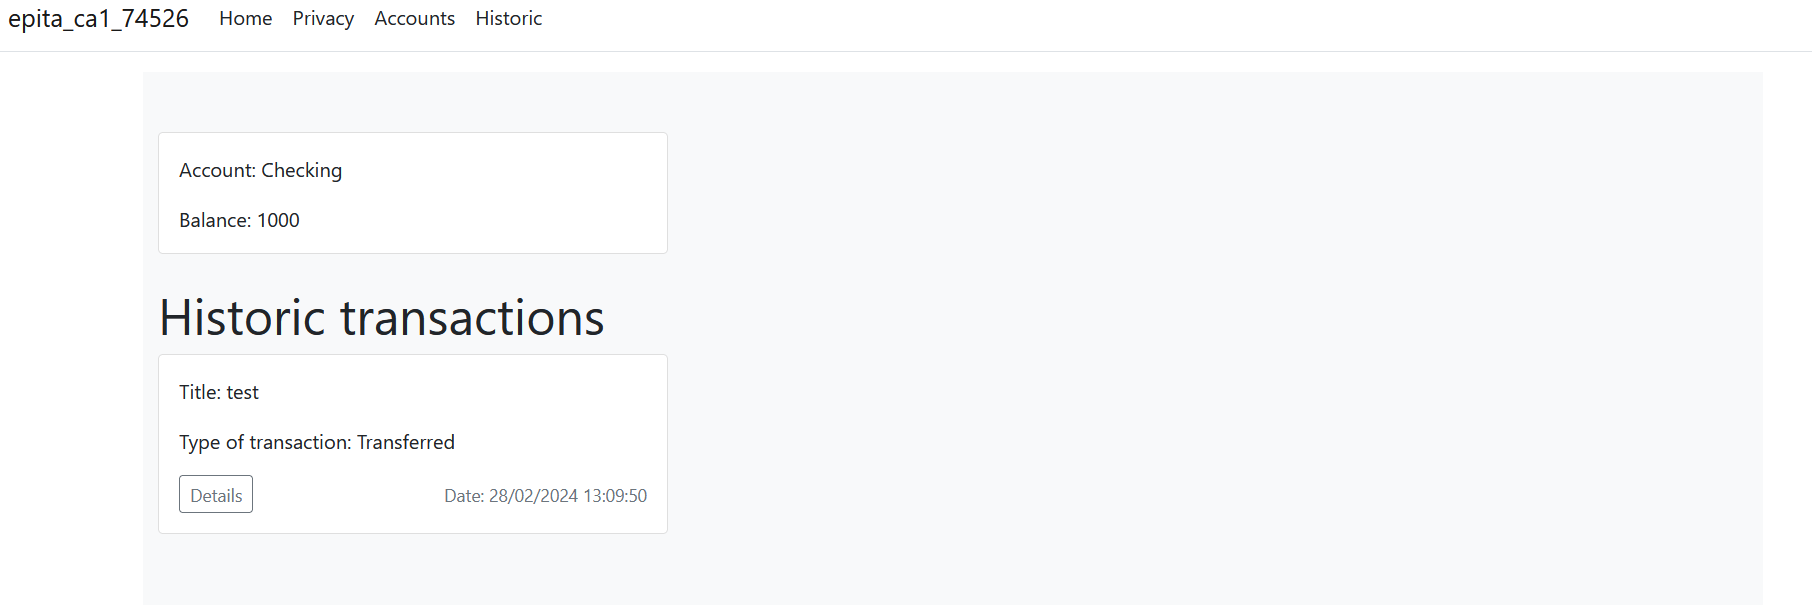 epita_ca1_74526 Home Privacy Accounts Historic
Account: Checking
Balance: 1000
Historic transactions
Title: test
Type of transaction: Transferred
Details Date: 28/02/2024 13:09:50